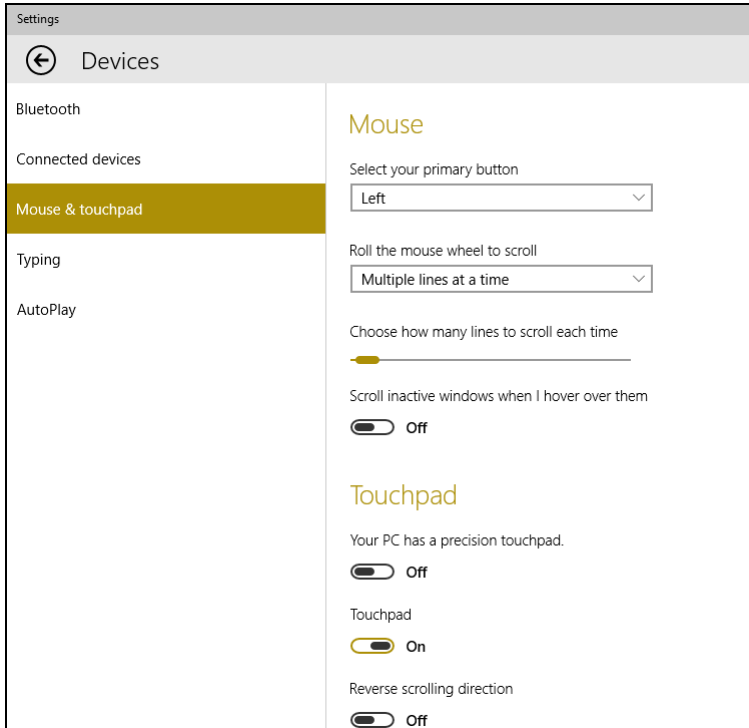 Settings
Devices
Bluetooth
Connected devices
Mouse & touchpad
Typing
AutoPlay
Mouse
Select your primary button
Left
Roll the mouse wheel to scroll
Multiple lines at a time
Choose how many lines to scroll each time
Scroll inactive windows when I hover over them
Off
Touchpad
Your PC has a precision touchpad.
Off
Touchpad
On
Reverse scrolling direction
Off